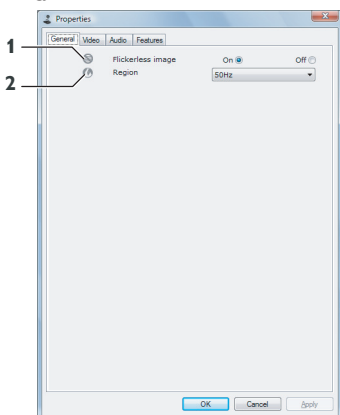 Properties
General Video Audio Features
1 Flickerless image On Off
2 Region 50Hz
OK Cancel Apply